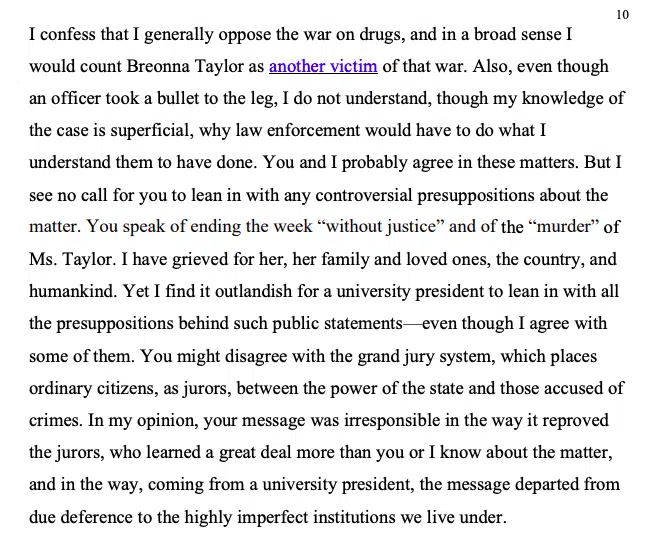 10
I confess that I generally oppose the war on drugs, and in a broad sense I
would count Breonna Taylor as another victim of that war. Also, even though
an officer took a bullet to the leg, I do not understand, though my knowledge of
the case is superficial, why law enforcement would have to do what I
understand them to have done. You and I probably agree in these matters. But I
see no call for you to lean in with any controversial presuppositions about the
matter. You speak of ending the week “without justice” and of the “murder” of
Ms. Taylor. I have grieved for her, her family and loved ones, the country, and
humankind. Yet I find it outlandish for a university president to lean in with all
the presuppositions behind such public statements—even though I agree with
some of them. You might disagree with the grand jury system, which places
ordinary citizens, as jurors, between the power of the state and those accused of
crimes. In my opinion, your message was irresponsible in the way it reproved
the jurors, who learned a great deal more than you or I know about the matter,
and in the way, coming from a university president, the message departed from
due deference to the highly imperfect institutions we live under.